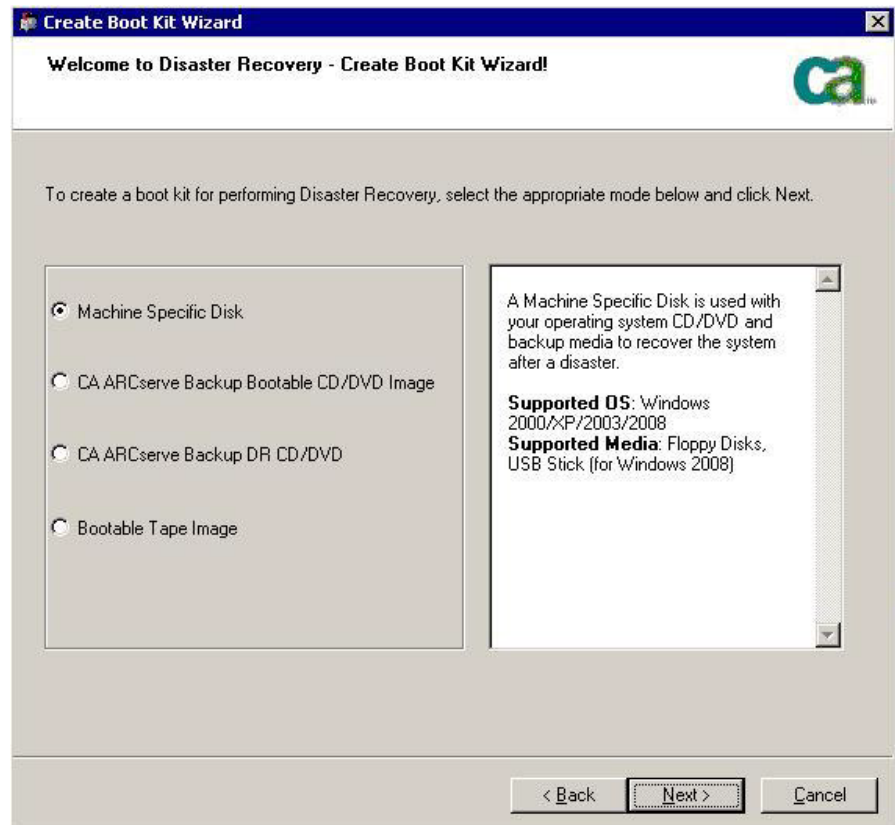 Create Boot Kit Wizard
Welcome to Disaster Recovery - Create Boot Kit Wizard!
ca
To create a boot kit for performing Disaster Recovery, select the appropriate mode below and click Next.
Machine Specific Disk
CA ARCserve Backup Bootable CD/DVD Image
CA ARCserve Backup DR CD/DVD
Bootable Tape Image
A Machine Specific Disk is used with
your operating system CD/DVD and
backup media to recover the system
after a disaster.
Supported OS: Windows
2000/XP/2003/2008
Supported Media: Floppy Disks,
USB Stick (for Windows 2008)
< Back
Next >
Cancel